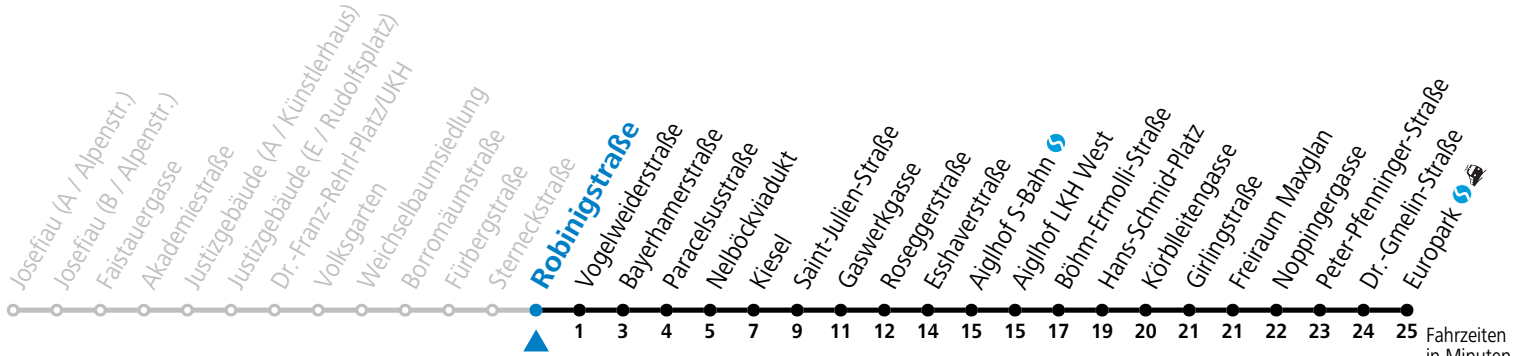 Josefiau (A / Alpenstr.)
Josefiau (B / Alpenstr.)
Faistauergasse
Akademiestraße
Justizgebäude (A / Künstlerhaus)
Justizgebäude (E / Rudolfsplatz)
Dr.-Franz-Rehrl-Platz/UKH
Volksgarten
Weichselbaumsiedlung
Borromäumstraße
Fürbergstraße
Sterneckstraße
Robinigstraße
Vogelweiderstraße
Bayerhamerstraße
Paracelsusstraße
Nelböckviadukt
Kiesel
Saint-Julien-Straße
Gaswerkgasse
Roseggerstraße
Esshaverstraße
Aiglhof S-Bahn
Aiglhof LKH West
Böhm-Ermolli-Straße
Hans-Schmid-Platz
Körblleitengasse
Girlingstraße
Freiraum Maxglan
Noppingergasse
Peter-Pfenninger-Straße
Dr.-Gmelin-Straße
Europark
1 3 4 5 7 9 11 12 14 15 15 17 19 20 21 21 22 23 24 25
Fahrzeiten
in Minuten